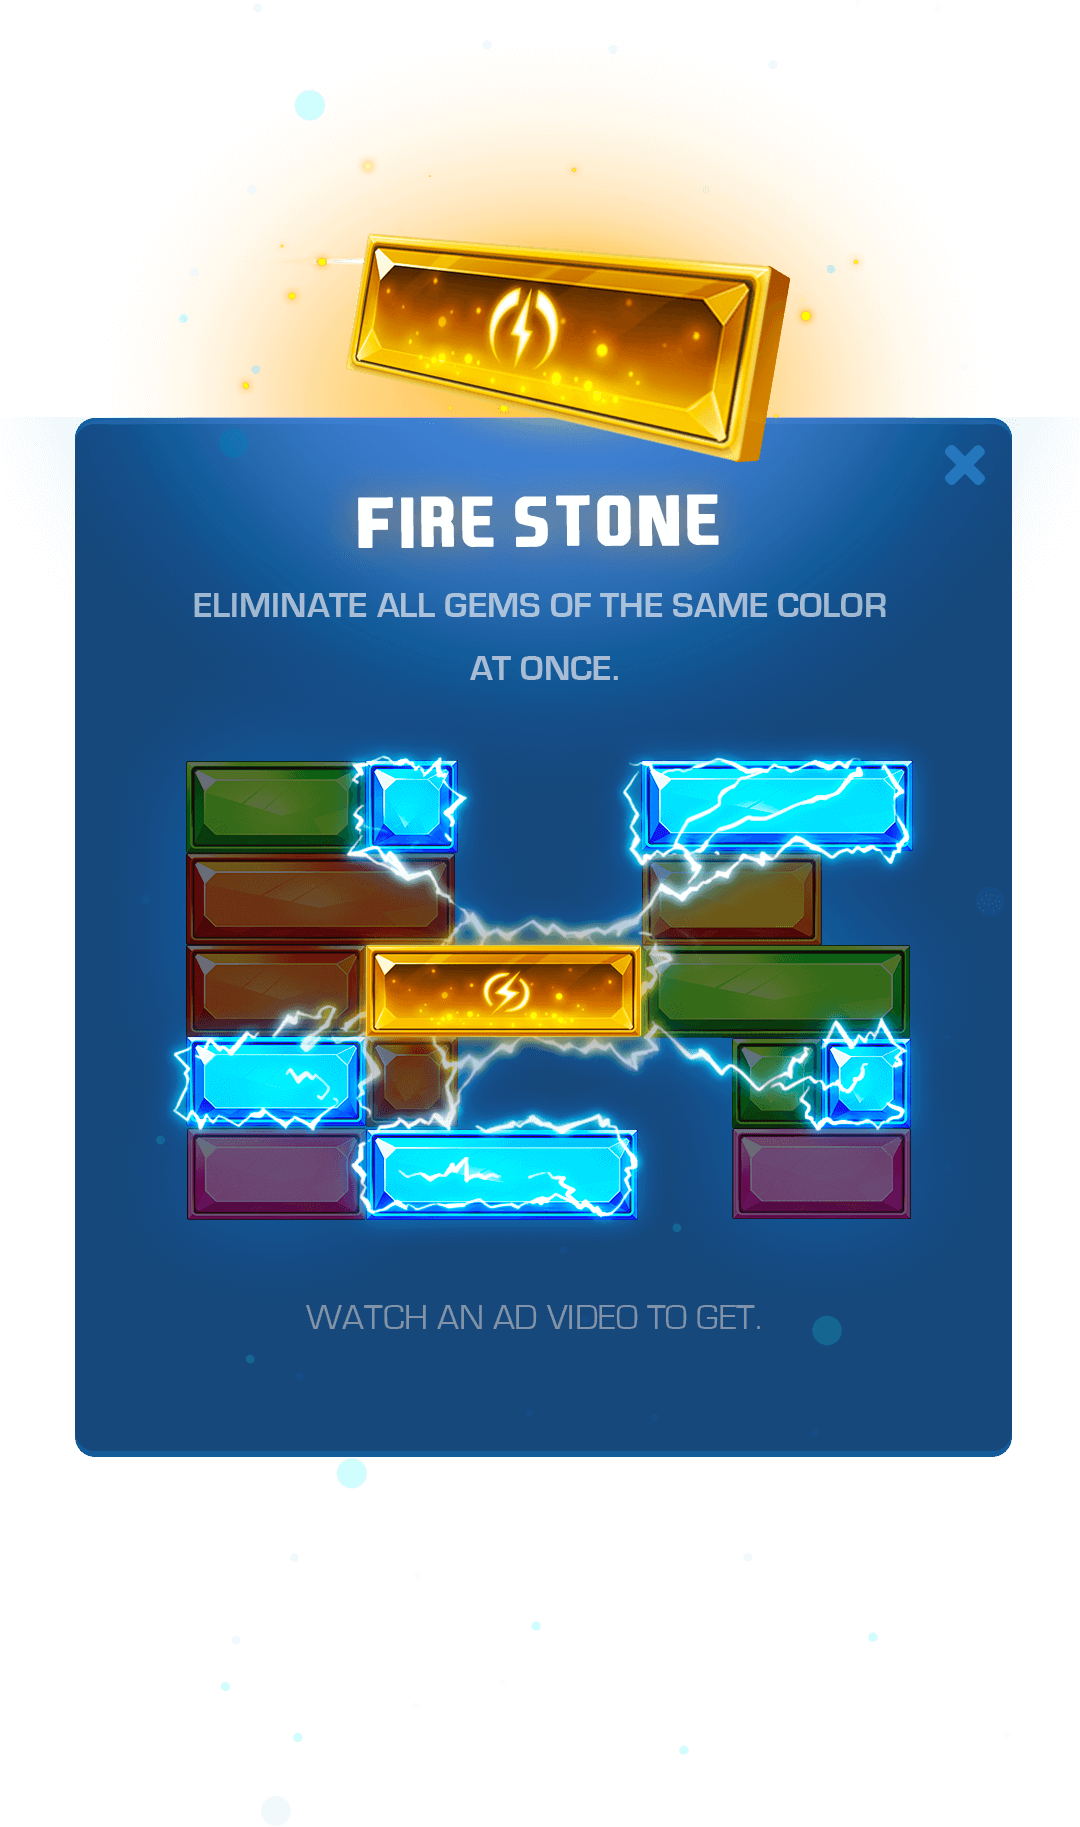 FIRE STONE
ELIMINATE ALL GEMS OF THE SAME COLOR
AT ONCE.
WATCH AN AD VIDEO TO GET.